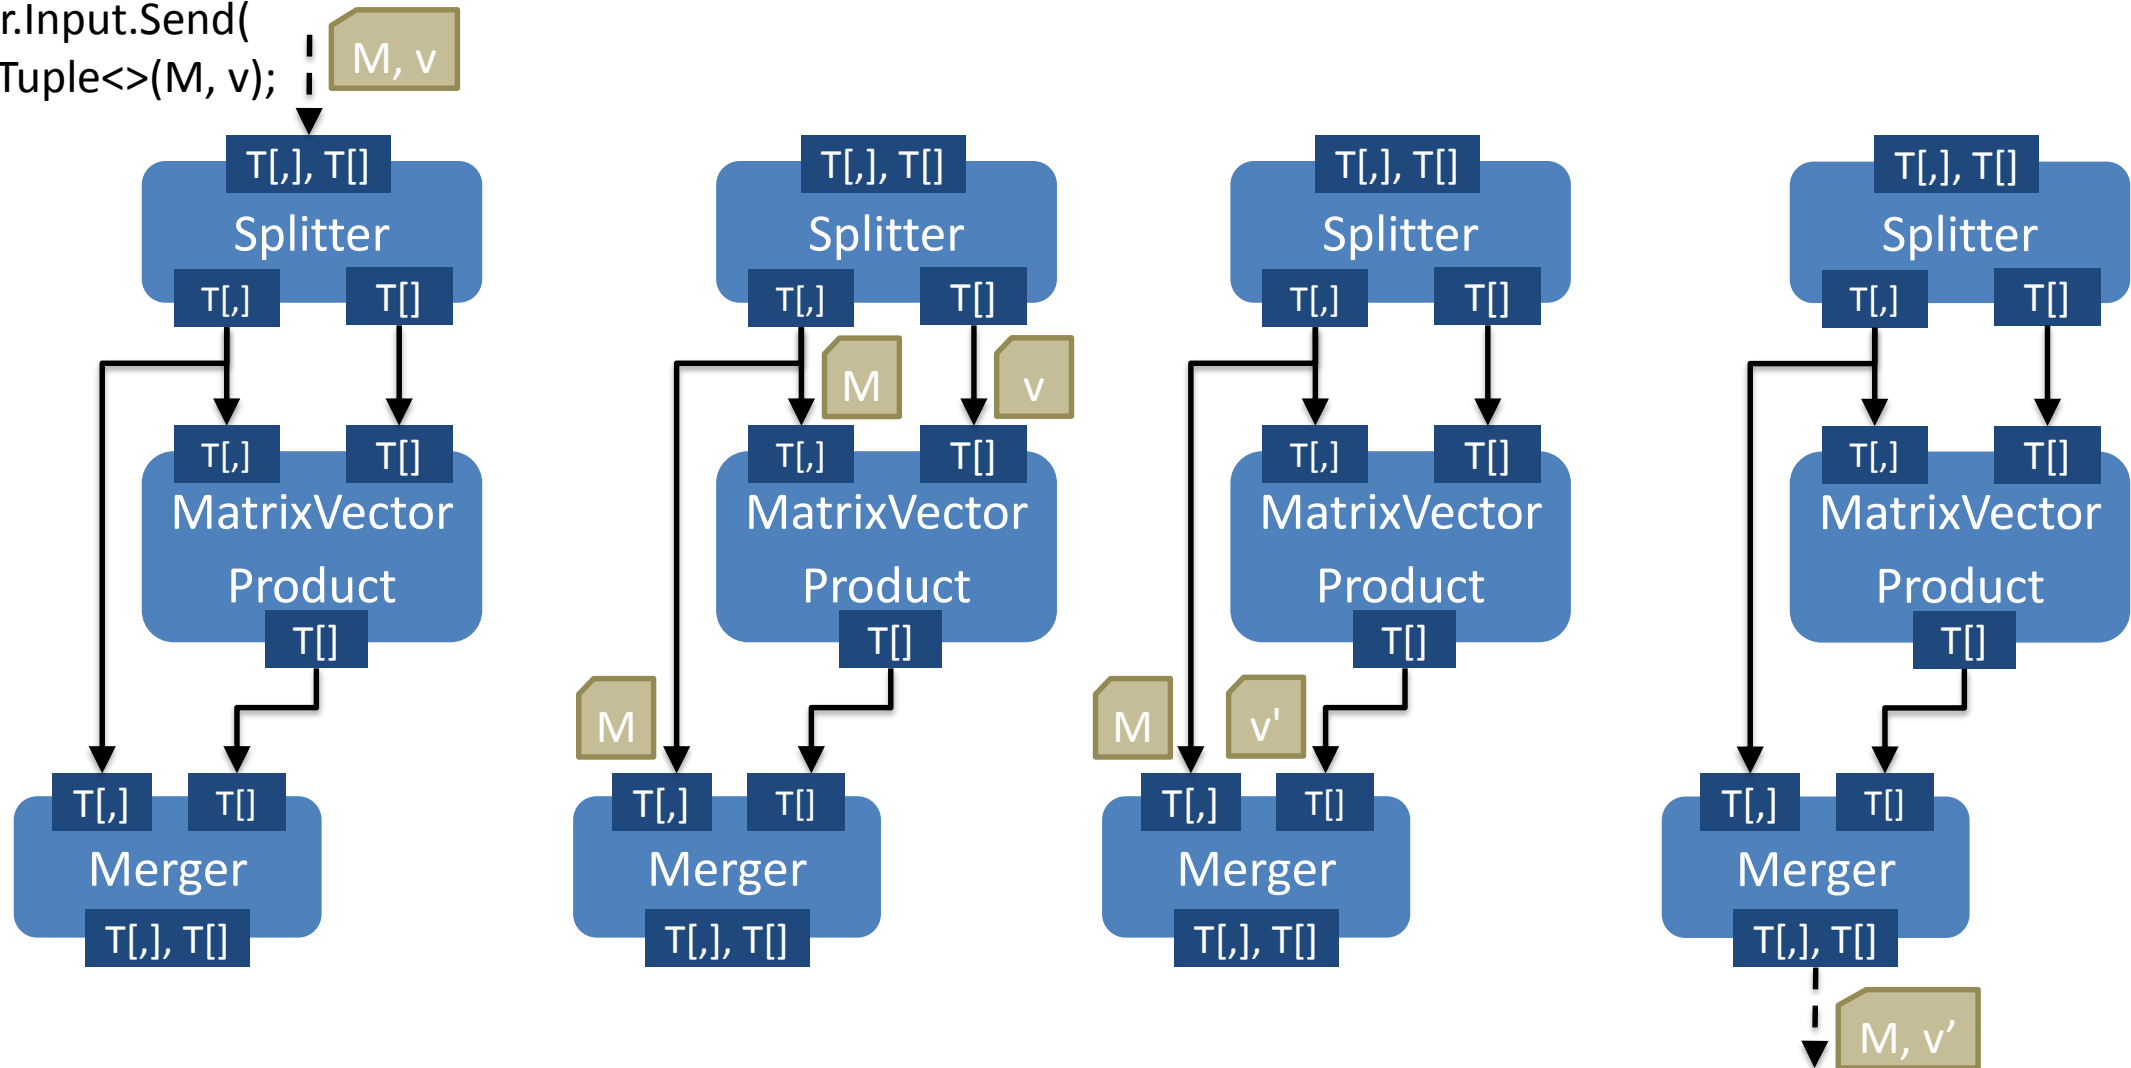 r.Input.Send(
Tuple<>(M, v);
M, v
T[,], T[]
Splitter
T[,]
T[]
T[,]
T[]
MatrixVector
Product
T[]
T[,]
T[]
Merger
T[,], T[]
T[,], T[]
Splitter
T[,]
T[]
M
v
T[,]
T[]
MatrixVector
Product
T[]
M
T[,]
T[]
Merger
T[,], T[]
T[,], T[]
Splitter
T[,]
T[]
T[,]
T[]
MatrixVector
Product
T[]
M
v'
T[,]
T[]
Merger
T[,], T[]
T[,], T[]
Splitter
T[,]
T[]
T[,]
T[]
MatrixVector
Product
T[]
T[,]
T[]
Merger
T[,], T[]
M, v’